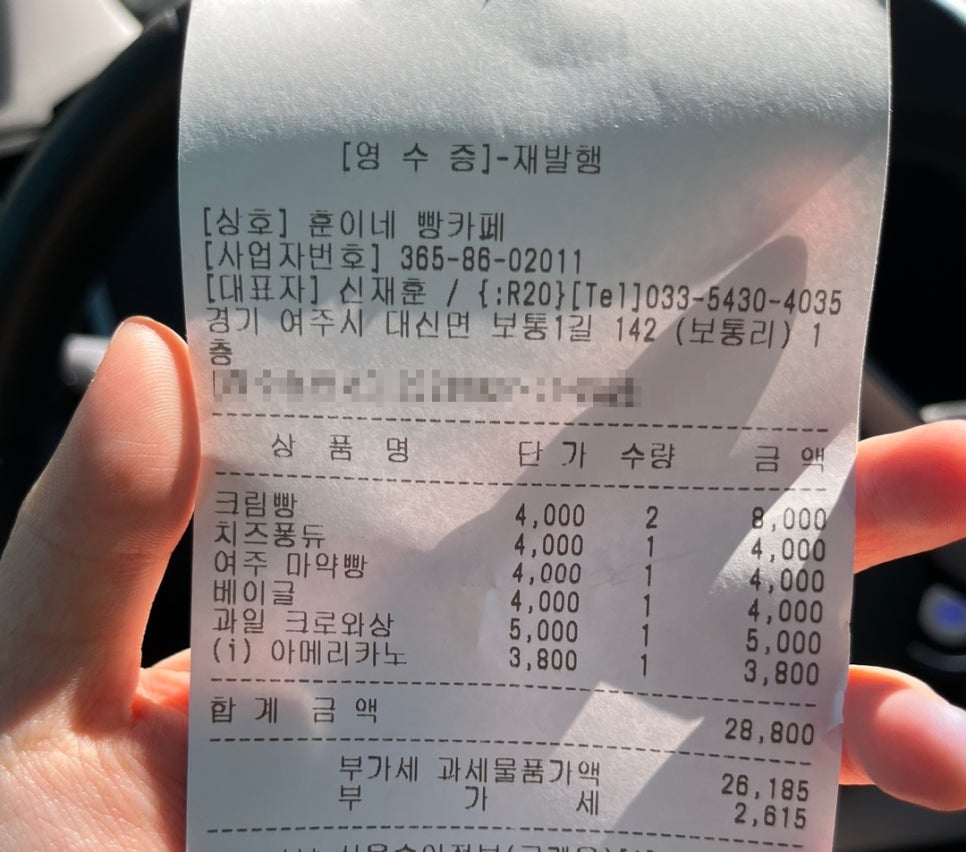 [영 수 증]-재발행
[상호] 훈이네 빵카페
[사업자번호] 365-86-02011
[대표자] 신재훈 / {:R20}[Tel]033-5430-4035
경기 여주시 대신면 보통1길 142 (보통리) 1
층
상 품 명 단 가 수량 금 액
크림빵 4,000 2 8,000
치즈퐁듀 4,000 1 4,000
여주 마약빵 4,000 1 4,000
베이글 4,000 1 4,000
과일 크로와상 5,000 1 5,000
(i) 아메리카노 3,800 1 3,800
합 계 금 액 28,800
부가세 과세물품가액 26,185
부 가 세 2,615